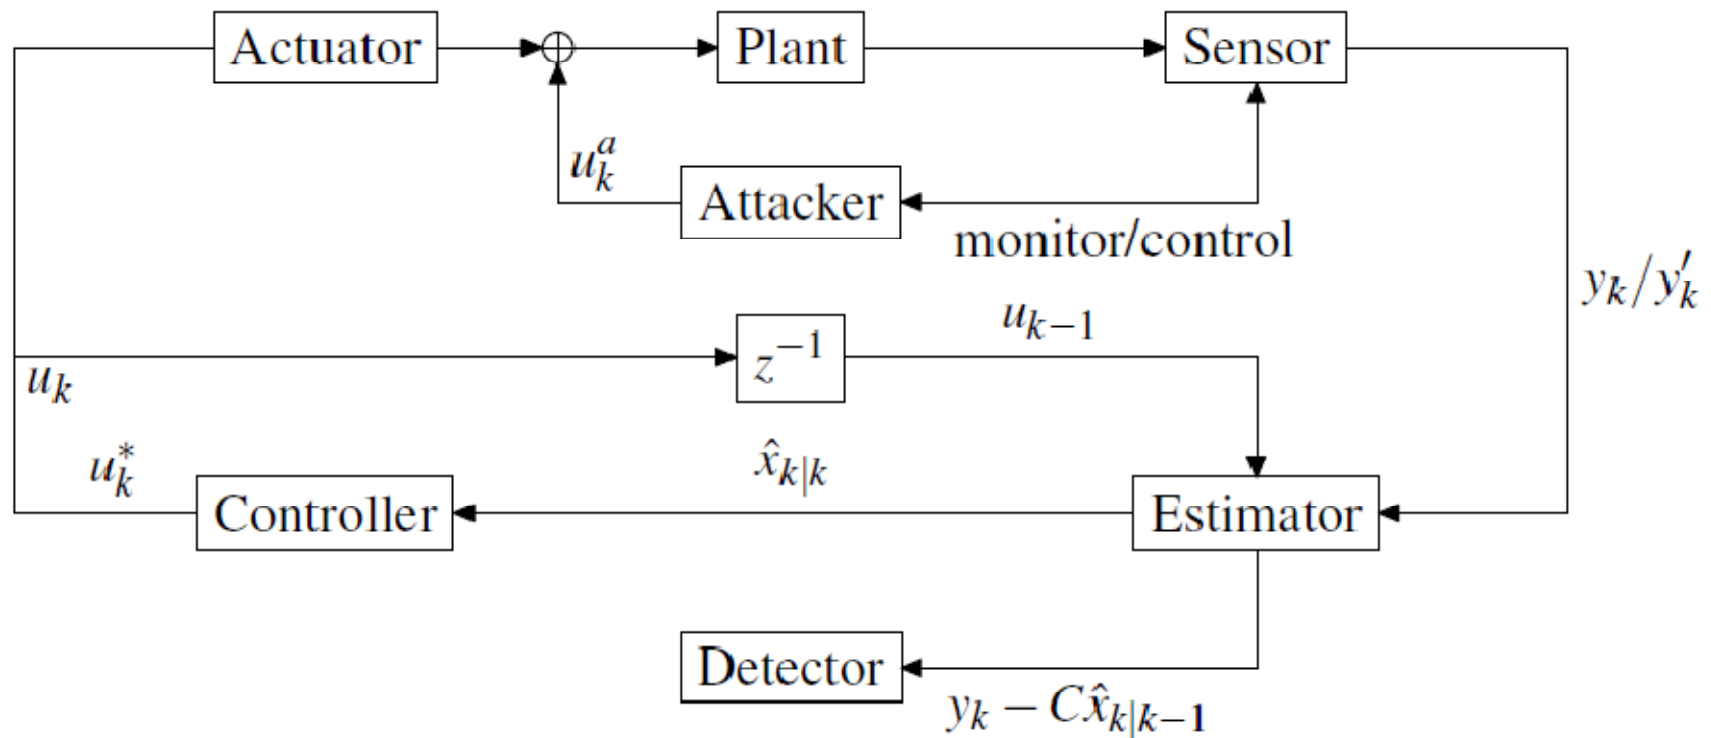 Actuator
Plant
Sensor
u_k^a
Attacker
monitor/control
y_k/y'_k
u_{k-1}
z^{-1}
u_k
u_k^*
x̂_{k|k}
Controller
Estimator
Detector
y_k − Cx̂_{k|k−1}